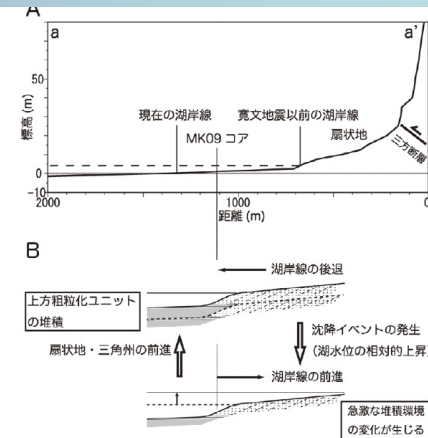 A
a
a'
50
0
-10
標高 (m)
現在の湖岸線
寛文地震以前の湖岸線
MK09 コア
扇状地
三方断層
2000
1000
0
距離 (m)
B
湖岸線の後退
上方粗粒化ユニット
の堆積
沈降イベントの発生
(湖水位の相対的上昇)
扇状地・三角州の前進
湖岸線の前進
急激な堆積環境
の変化が生じる